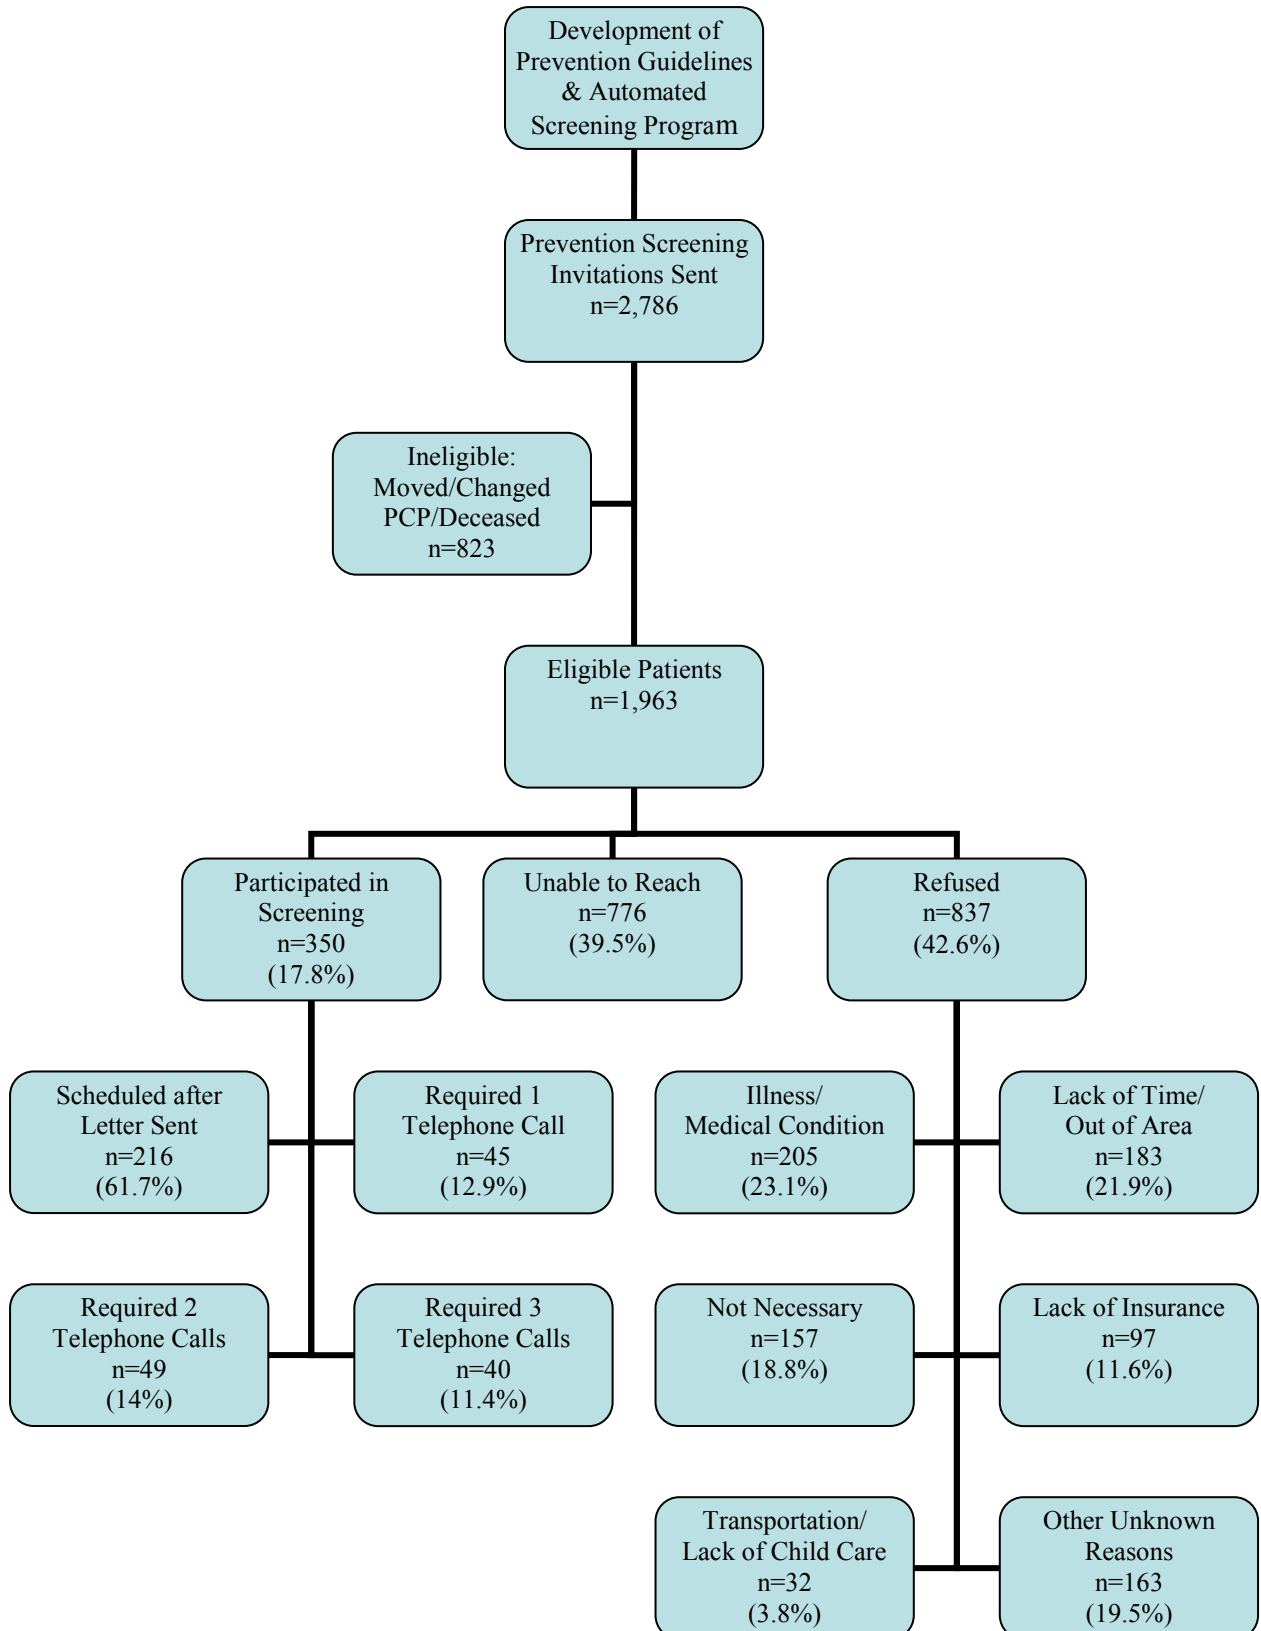 Development of
Prevention Guidelines
& Automated
Screening Program
Prevention Screening
Invitations Sent
n=2,786
Ineligible:
Moved/Changed
PCP/Deceased
n=823
Eligible Patients
n=1,963
Participated in
Screening
n=350
(17.8%)
Unable to Reach
n=776
(39.5%)
Refused
n=837
(42.6%)
Scheduled after
Letter Sent
n=216
(61.7%)
Required 1
Telephone Call
n=45
(12.9%)
Illness/
Medical Condition
n=205
(23.1%)
Lack of Time/
Out of Area
n=183
(21.9%)
Required 2
Telephone Calls
n=49
(14%)
Required 3
Telephone Calls
n=40
(11.4%)
Not Necessary
n=157
(18.8%)
Lack of Insurance
n=97
(11.6%)
Transportation/
Lack of Child Care
n=32
(3.8%)
Other Unknown
Reasons
n=163
(19.5%)